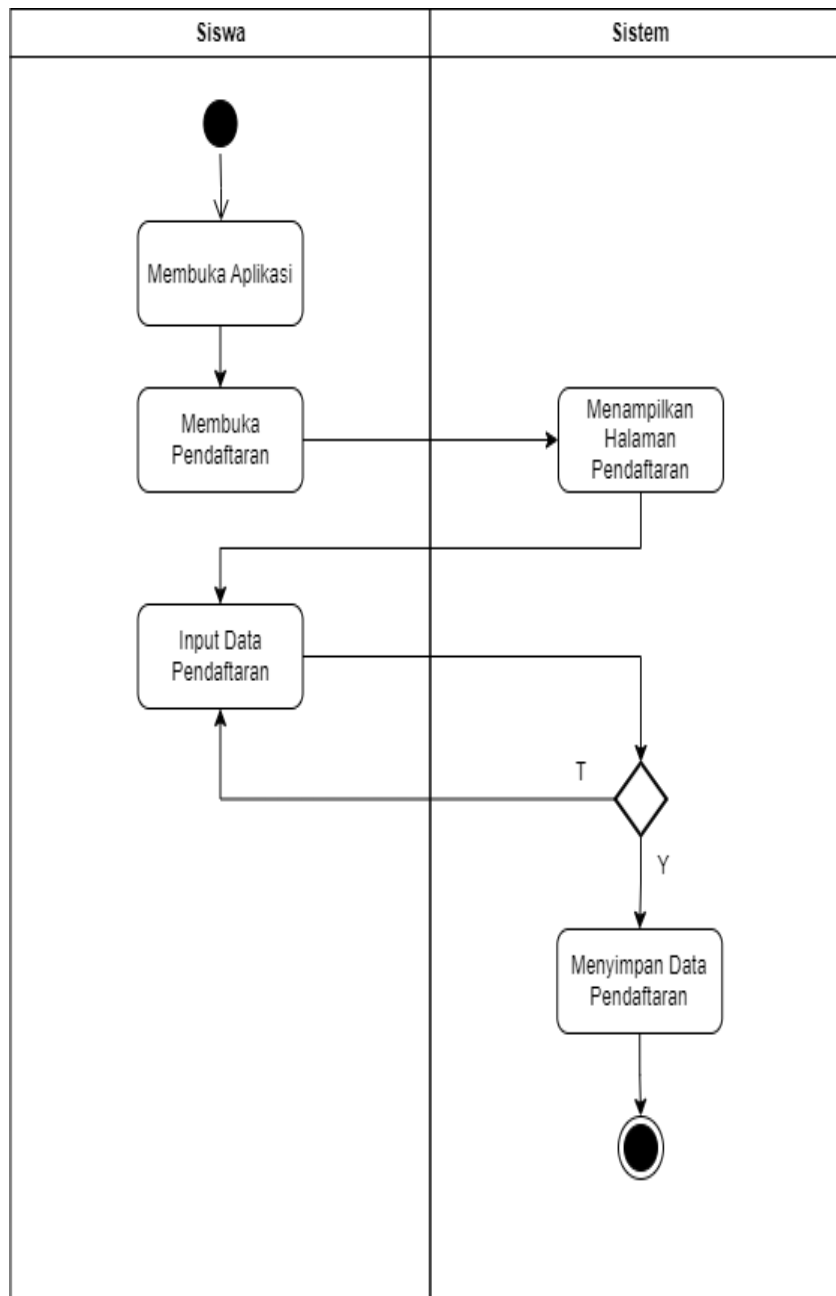 Siswa
Sistem
Membuka Aplikasi
Membuka
Pendaftaran
Menampilkan
Halaman
Pendaftaran
Input Data
Pendaftaran
T
Y
Menyimpan Data
Pendaftaran